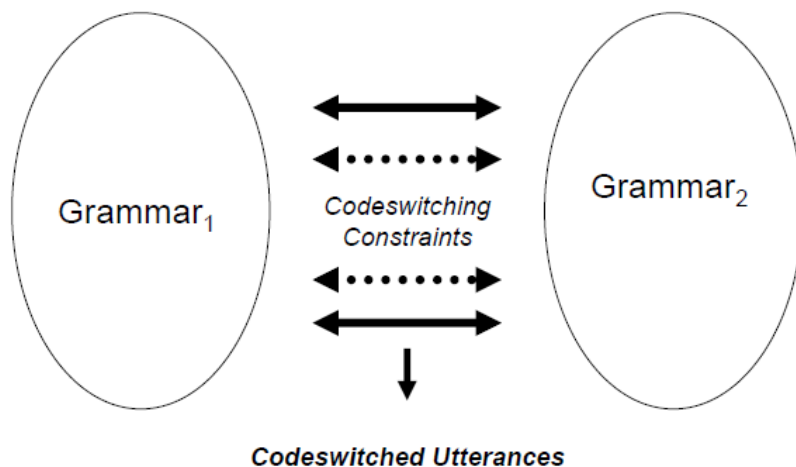 Grammar₁
Codeswitching
Constraints
Grammar₂
Codeswitched Utterances